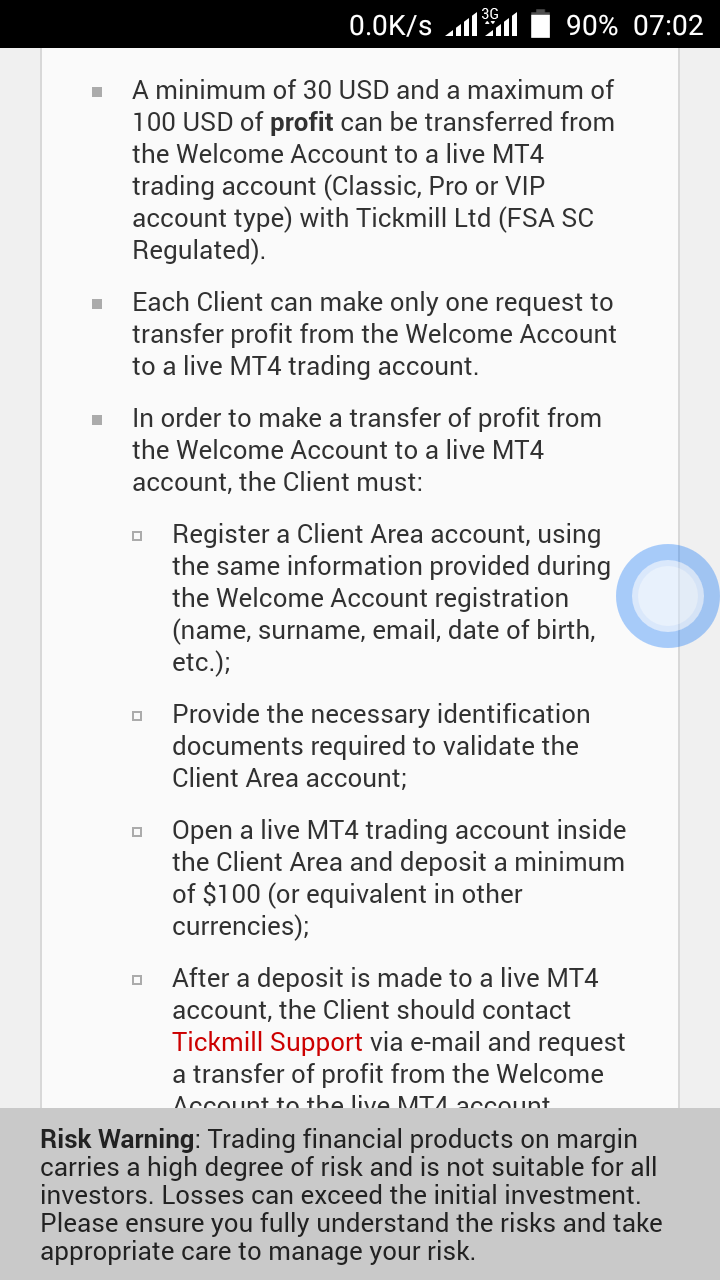 0.0K/s 3G 90% 07:02
A minimum of 30 USD and a maximum of
100 USD of profit can be transferred from
the Welcome Account to a live MT4
trading account (Classic, Pro or VIP
account type) with Tickmill Ltd (FSA SC
Regulated).
Each Client can make only one request to
transfer profit from the Welcome Account
to a live MT4 trading account.
In order to make a transfer of profit from
the Welcome Account to a live MT4
account, the Client must:
Register a Client Area account, using
the same information provided during
the Welcome Account registration
(name, surname, email, date of birth,
etc.);
Provide the necessary identification
documents required to validate the
Client Area account;
Open a live MT4 trading account inside
the Client Area and deposit a minimum
of $100 (or equivalent in other
currencies);
After a deposit is made to a live MT4
account, the Client should contact
Tickmill Support via e-mail and request
a transfer of profit from the Welcome
Account to the live MT4 account
Risk Warning: Trading financial products on margin
carries a high degree of risk and is not suitable for all
investors. Losses can exceed the initial investment.
Please ensure you fully understand the risks and take
appropriate care to manage your risk.